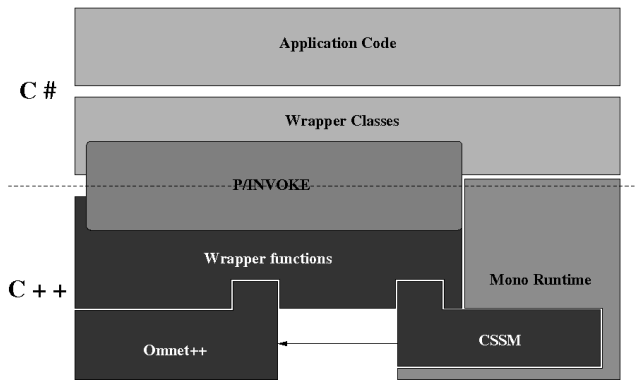 Application Code
C #
Wrapper Classes
P/INVOKE
Wrapper functions
C + +
Mono Runtime
Omnet++
CSSM